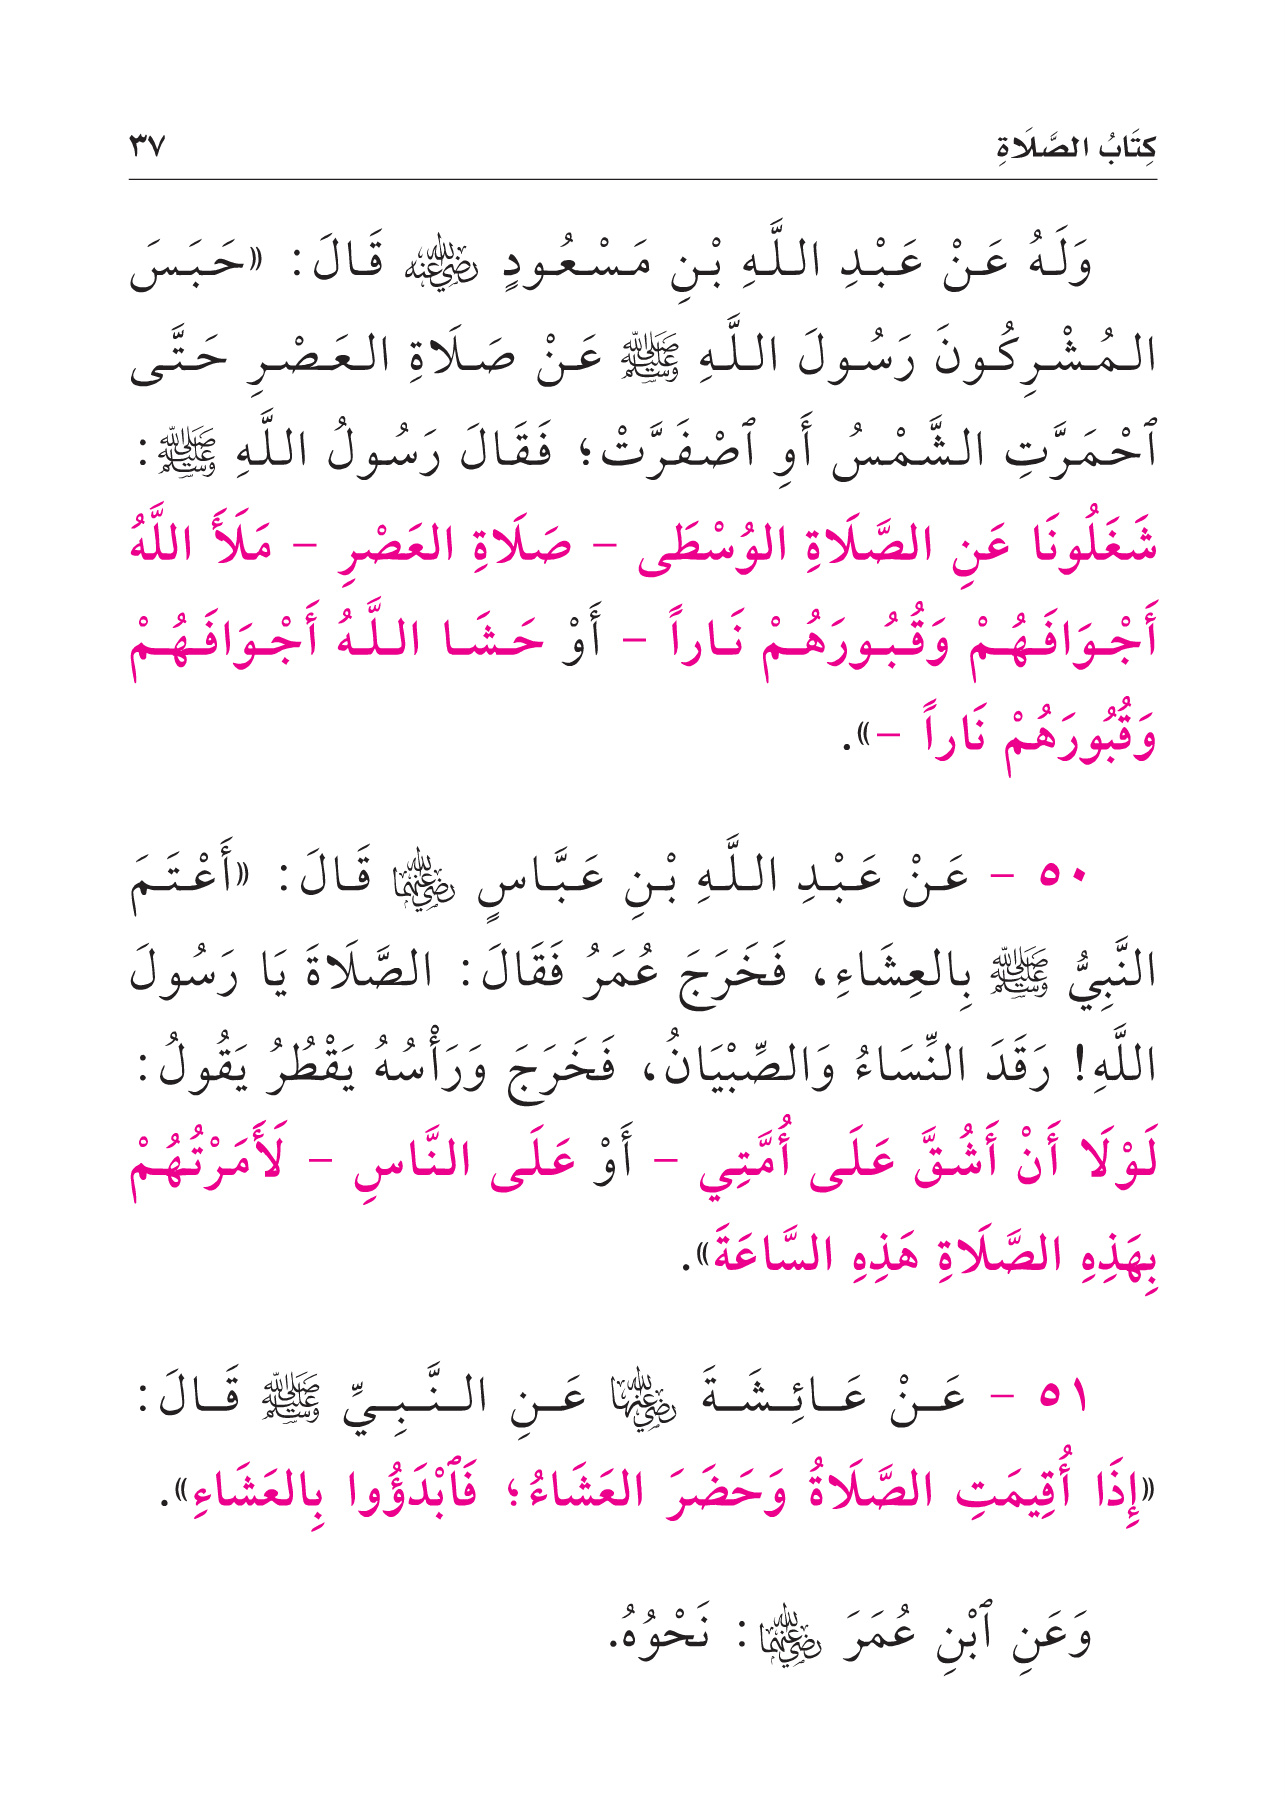 كِتَابُ الصَّلَاةِ ٣٧
وَلَهُ عَنْ عَبْدِ اللَّهِ بْنِ مَسْعُودٍ رضي الله عنه قَالَ: «حَبَسَ
المُشْرِكُونَ رَسُولَ اللَّهِ ﷺ عَنْ صَلَاةِ العَصْرِ حَتَّى
ٱحْمَرَّتِ الشَّمْسُ أَوِ ٱصْفَرَّتْ؛ فَقَالَ رَسُولُ اللَّهِ ﷺ:
شَغَلُونَا عَنِ الصَّلَاةِ الوُسْطَى - صَلَاةِ العَصْرِ - مَلَأَ اللَّهُ
أَجْوَافَهُمْ وَقُبُورَهُمْ نَاراً - أَوْ حَشَا اللَّهُ أَجْوَافَهُمْ
وَقُبُورَهُمْ نَاراً -».
٥٠ - عَنْ عَبْدِ اللَّهِ بْنِ عَبَّاسٍ رضي الله عنهما قَالَ: «أَعْتَمَ
النَّبِيُّ ﷺ بِالعِشَاءِ، فَخَرَجَ عُمَرُ فَقَالَ: الصَّلَاةَ يَا رَسُولَ
اللَّهِ! رَقَدَ النِّسَاءُ وَالصِّبْيَانُ، فَخَرَجَ وَرَأْسُهُ يَقْطُرُ يَقُولُ:
لَوْلَا أَنْ أَشُقَّ عَلَى أُمَّتِي - أَوْ عَلَى النَّاسِ - لَأَمَرْتُهُمْ
بِهَذِهِ الصَّلَاةِ هَذِهِ السَّاعَةَ».
٥١ - عَنْ عَائِشَةَ رضي الله عنها عَنِ النَّبِيِّ ﷺ قَالَ:
«إِذَا أُقِيمَتِ الصَّلَاةُ وَحَضَرَ العَشَاءُ؛ فَٱبْدَؤُوا بِالعَشَاءِ».
وَعَنِ ٱبْنِ عُمَرَ رضي الله عنهما: نَحْوُهُ.